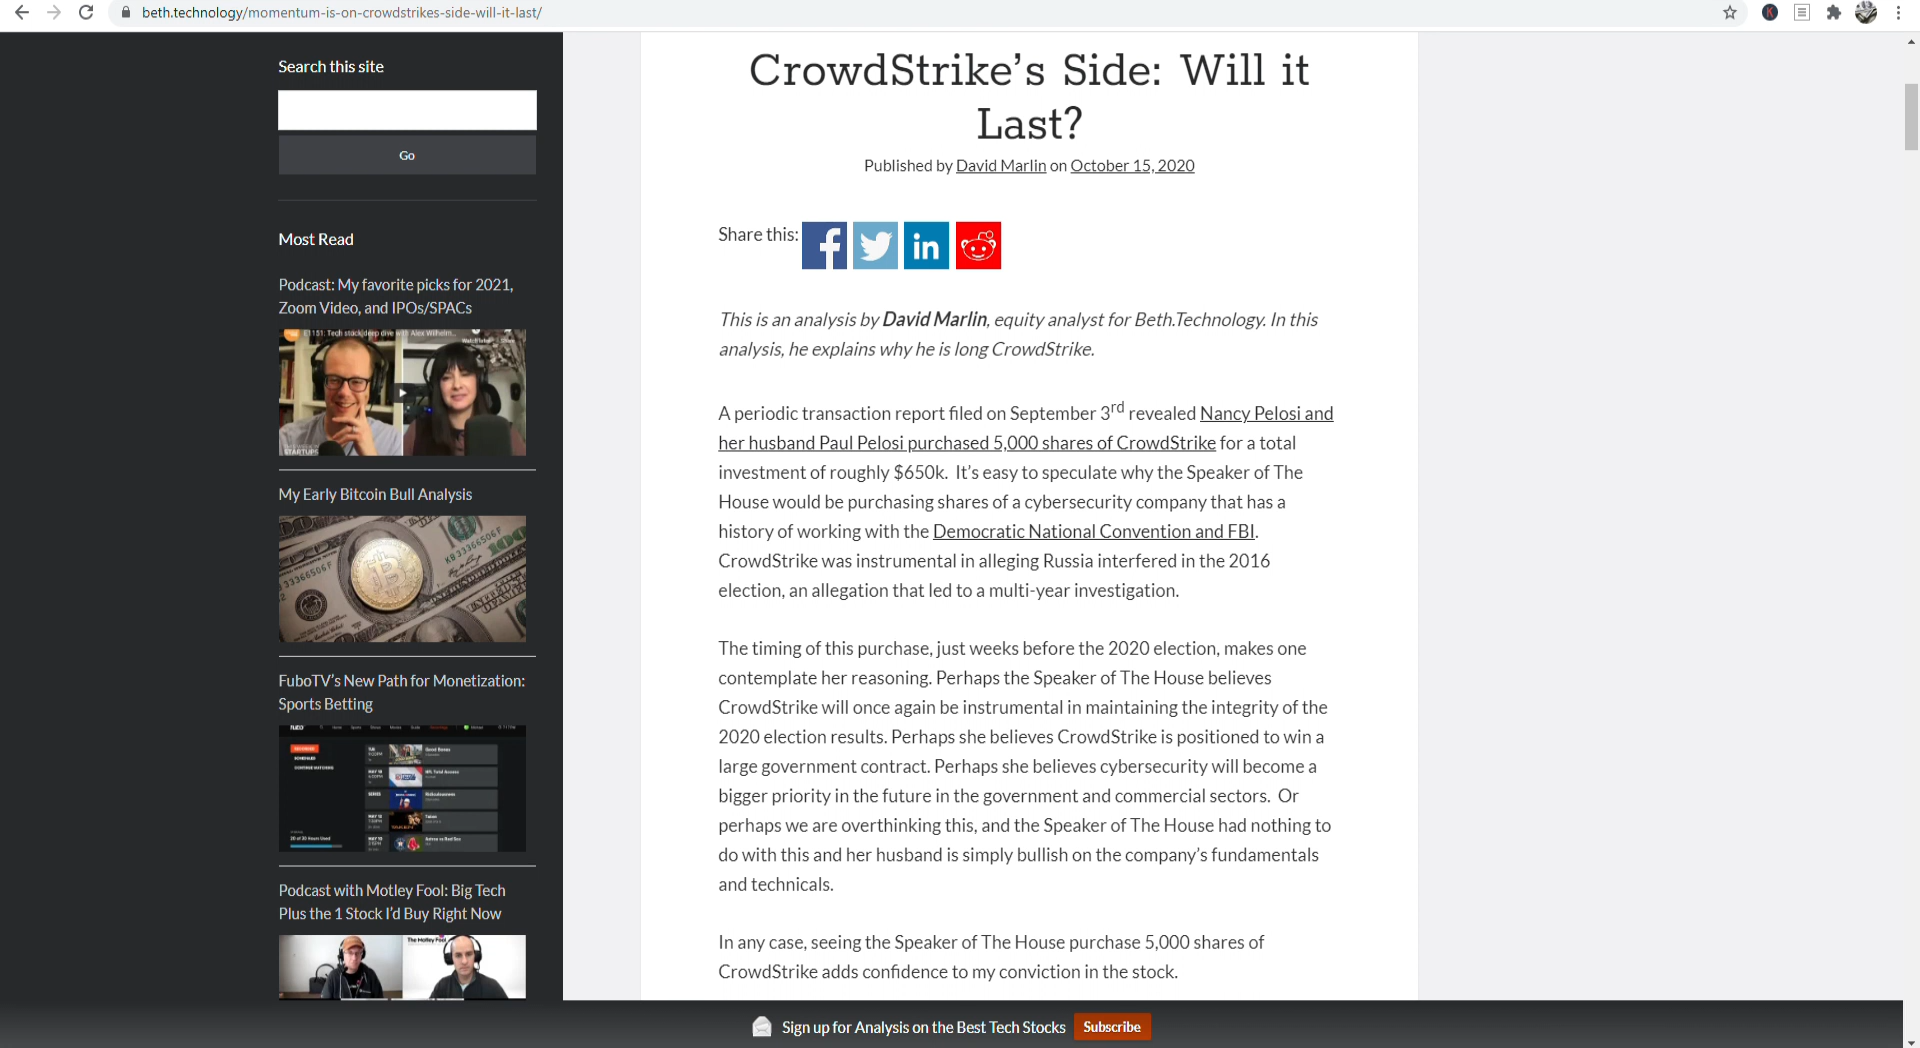 beth.technology/momentum-is-on-crowdstrikes-side-will-it-last/
Search this site
Go
Most Read
Podcast: My favorite picks for 2021,
Zoom Video, and IPOs/SPACs
E1151: Tech stock deep dive with Alex Wilhelm...
STARTUPS
My Early Bitcoin Bull Analysis
KB33366506F
33366506F
FuboTV's New Path for Monetization:
Sports Betting
Podcast with Motley Fool: Big Tech
Plus the 1 Stock I'd Buy Right Now
The Motley Fool
CrowdStrike's Side: Will it
Last?
Published by David Marlin on October 15, 2020
Share this:
This is an analysis by David Marlin, equity analyst for Beth.Technology. In this
analysis, he explains why he is long CrowdStrike.
A periodic transaction report filed on September 3rd revealed Nancy Pelosi and
her husband Paul Pelosi purchased 5,000 shares of CrowdStrike for a total
investment of roughly $650k. It's easy to speculate why the Speaker of The
House would be purchasing shares of a cybersecurity company that has a
history of working with the Democratic National Convention and FBI.
CrowdStrike was instrumental in alleging Russia interfered in the 2016
election, an allegation that led to a multi-year investigation.
The timing of this purchase, just weeks before the 2020 election, makes one
contemplate her reasoning. Perhaps the Speaker of The House believes
CrowdStrike will once again be instrumental in maintaining the integrity of the
2020 election results. Perhaps she believes CrowdStrike is positioned to win a
large government contract. Perhaps she believes cybersecurity will become a
bigger priority in the future in the government and commercial sectors. Or
perhaps we are overthinking this, and the Speaker of The House had nothing to
do with this and her husband is simply bullish on the company's fundamentals
and technicals.
In any case, seeing the Speaker of The House purchase 5,000 shares of
CrowdStrike adds confidence to my conviction in the stock.
Sign up for Analysis on the Best Tech Stocks
Subscribe